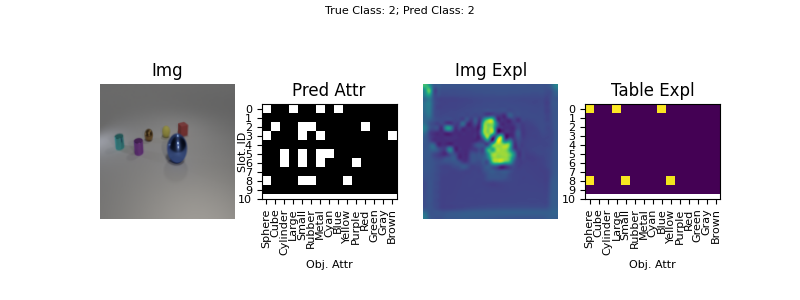 True Class: 2; Pred Class: 2
Img
Pred Attr
Img Expl
Table Expl
Slot. ID
0
1
2
3
4
5
6
7
8
9
10
Sphere
Cube
Cylinder
Large
Small
Rubber
Metal
Cyan
Blue
Yellow
Purple
Red
Green
Gray
Brown
Obj. Attr
0
1
2
3
4
5
6
7
8
9
10
Sphere
Cube
Cylinder
Large
Small
Rubber
Metal
Cyan
Blue
Yellow
Purple
Red
Green
Gray
Brown
Obj. Attr